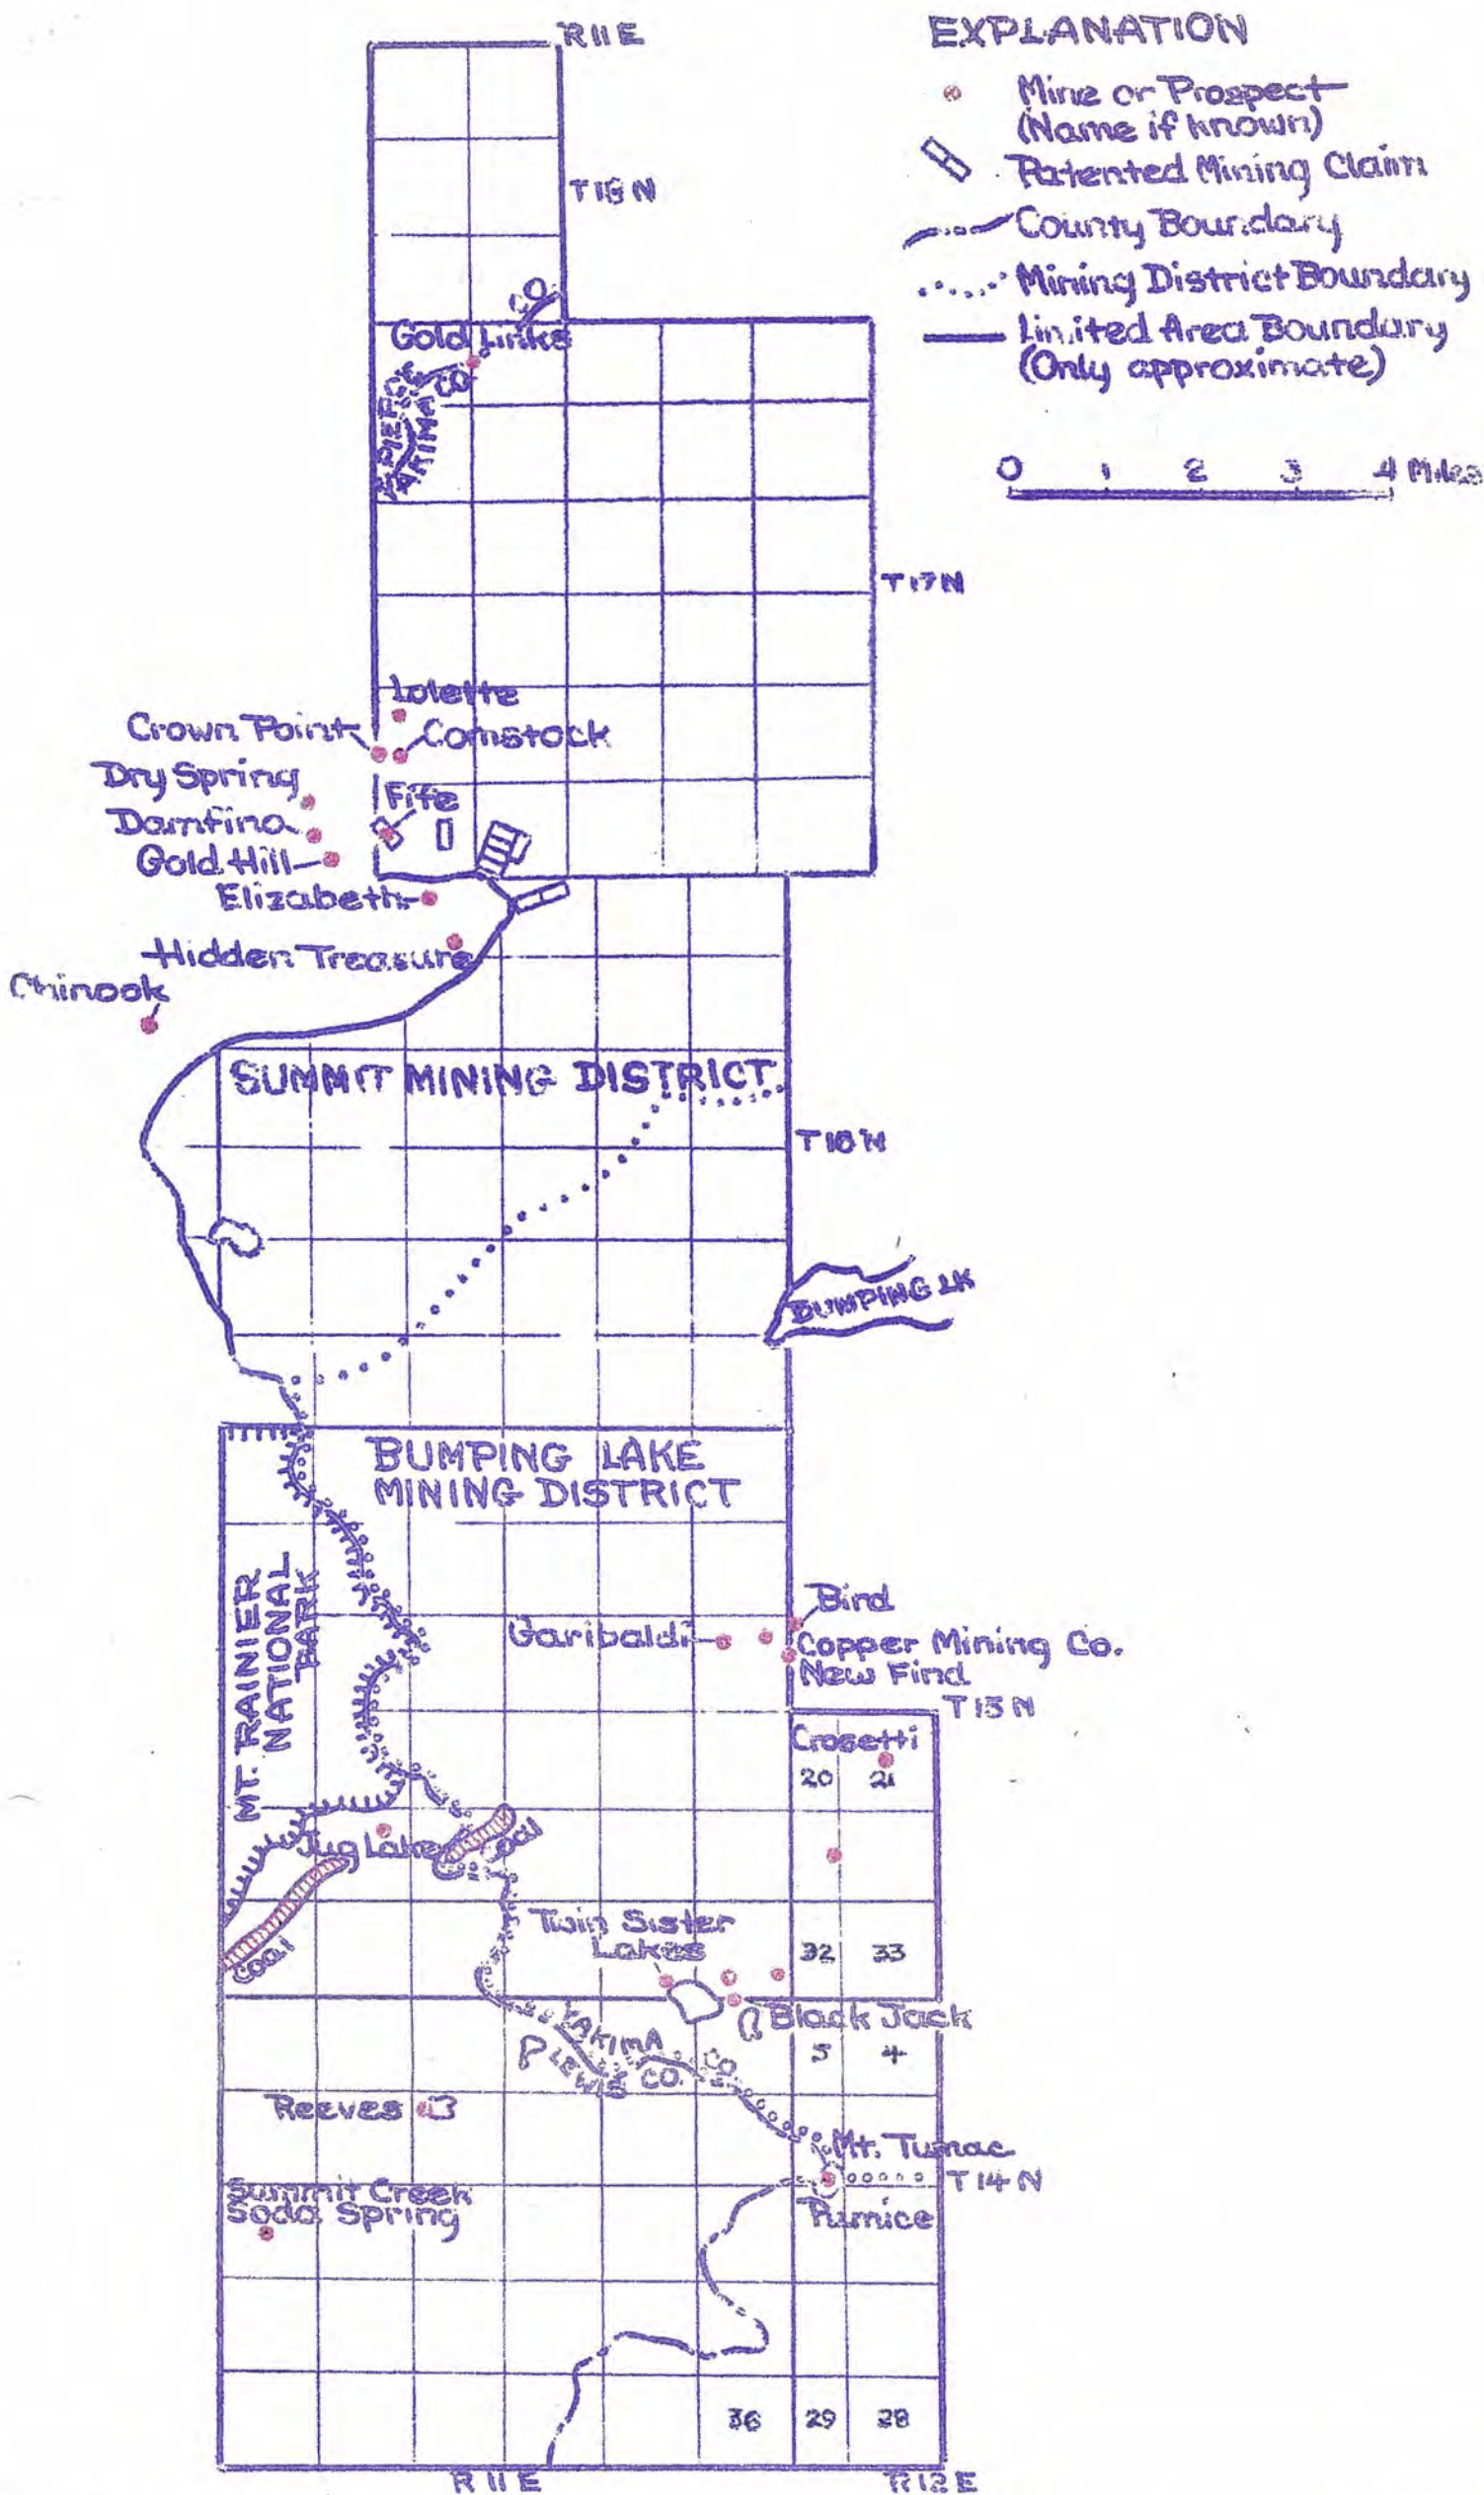 R11E
EXPLANATION
Mine or Prospect
(Name if known)
Patented Mining Claim
County Boundary
Mining District Boundary
Limited Area Boundary
(Only approximate)
0 1 2 3 4 Miles
T18N
CO
Gold Links
PIERCE
YAKIMA CO
T17N
Lolette
Crown Point
Comstock
Dry Spring
Fife
Damfino
Gold Hill
Elizabeth
Hidden Treasure
Chinook
SUMMIT MINING DISTRICT
T16N
BUMPING LK
BUMPING LAKE
MINING DISTRICT
MT. RAINIER
NATIONAL
PARK
Bird
Garibaldi
Copper Mining Co.
New Find
T15N
Crosetti
20 21
Jug Lake
Coal
Coal
Twin Sister
Lakes
32 33
Black Jack
YAKIMA CO.
LEWIS CO.
5 4
Reeves
Mt. Tumac
T14N
Summit Creek
Soda Spring
Pumice
36 29 28
R11E
R12E